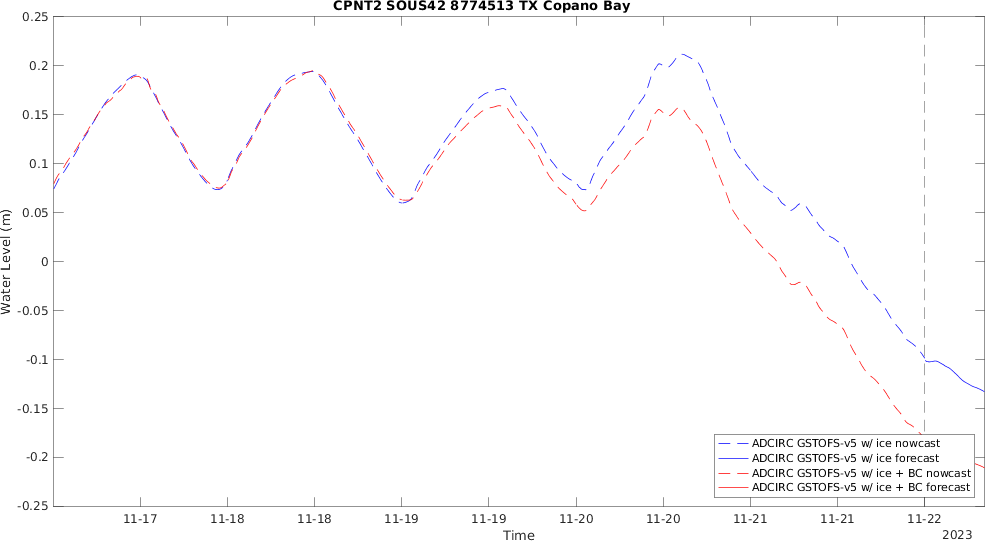 CPNT2 SOUS42 8774513 TX Copano Bay
0.25
0.2
0.15
0.1
0.05
0
-0.05
-0.1
-0.15
-0.2
-0.25
Water Level (m)
ADCIRC GSTOFS-v5 w/ ice nowcast
ADCIRC GSTOFS-v5 w/ ice forecast
ADCIRC GSTOFS-v5 w/ ice + BC nowcast
ADCIRC GSTOFS-v5 w/ ice + BC forecast
11-17 11-18 11-18 11-19 11-19 11-20 11-20 11-21 11-21 11-22
Time
2023